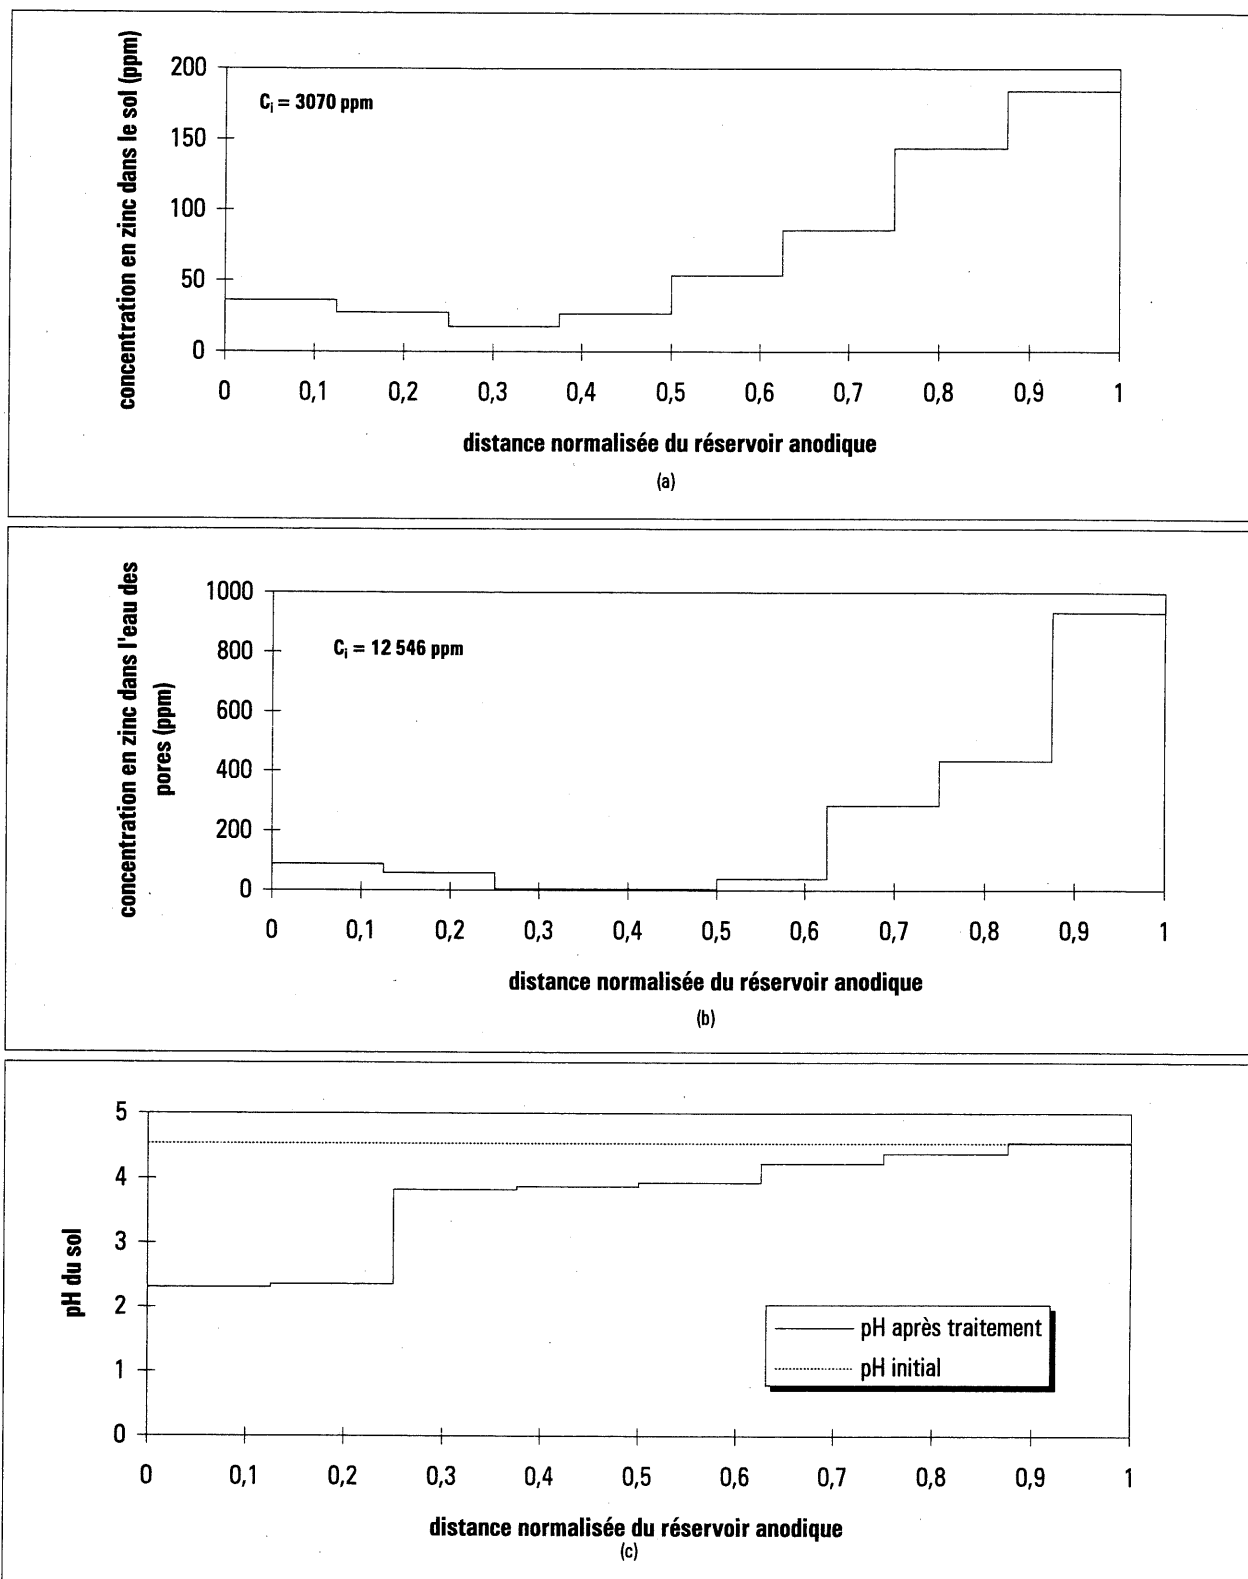 concentration en zinc dans le sol (ppm)
200
150
100
50
0
Ci = 3070 ppm
0 0,1 0,2 0,3 0,4 0,5 0,6 0,7 0,8 0,9 1
distance normalisée du réservoir anodique
(a)
concentration en zinc dans l'eau des
pores (ppm)
1000
800
600
400
200
0
Ci = 12 546 ppm
0 0,1 0,2 0,3 0,4 0,5 0,6 0,7 0,8 0,9 1
distance normalisée du réservoir anodique
(b)
pH du sol
5
4
3
2
1
0
pH après traitement
pH initial
0 0,1 0,2 0,3 0,4 0,5 0,6 0,7 0,8 0,9 1
distance normalisée du réservoir anodique
(c)